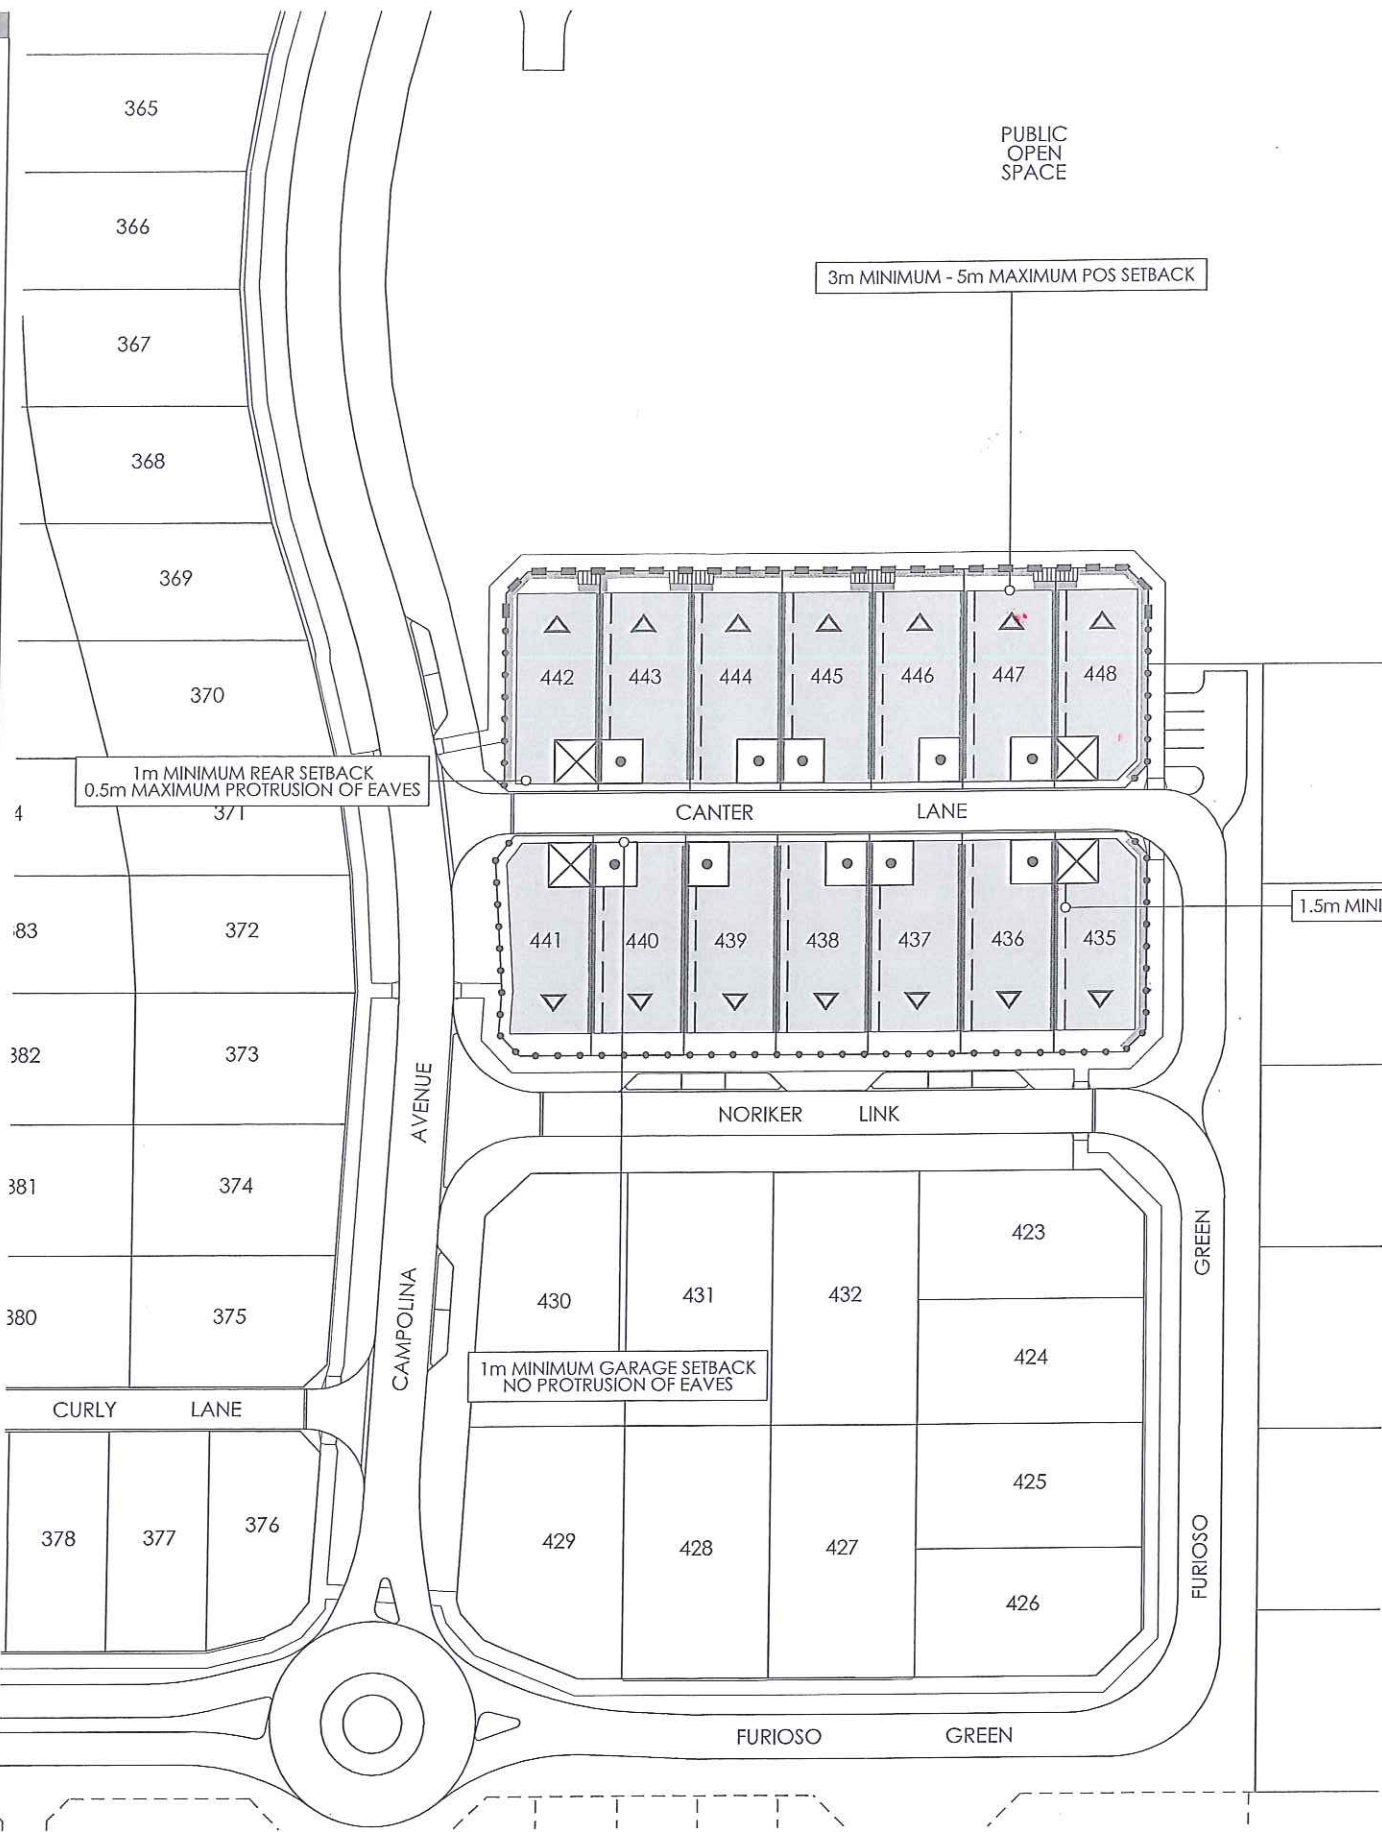 365
PUBLIC
OPEN
SPACE
366
3m MINIMUM - 5m MAXIMUM POS SETBACK
367
368
369
442 443 444 445 446 447 448
370
1m MINIMUM REAR SETBACK
0.5m MAXIMUM PROTRUSION OF EAVES
371
4
CANTER LANE
1.5m MINI
83
372
441 440 439 438 437 436 435
382
373
AVENUE
NORIKER LINK
381
374
423
GREEN
430 431 432
380
375
CAMPOLINA
424
1m MINIMUM GARAGE SETBACK
NO PROTRUSION OF EAVES
CURLY LANE
425
378 377 376
429 428 427
FURIOSO
426
FURIOSO GREEN